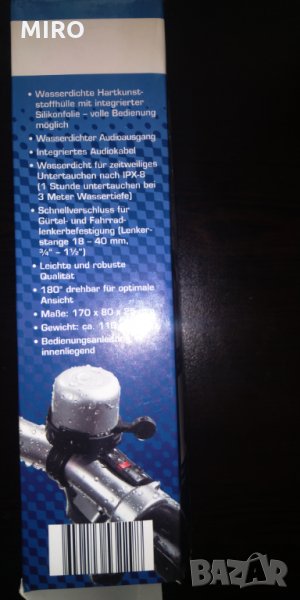 MIRO
• Wasserdichte Hartkunst-
stoffhülle mit integrierter
Silikonfolie – volle Bedienung
möglich
• Wasserdichter Audioausgang
• Integriertes Audiokabel
• Wasserdicht für zeitweiliges
Untertauchen nach IPX-8
(1 Stunde untertauchen bei
3 Meter Wassertiefe)
• Schnellverschluss für
Gürtel- und Fahrrad-
lenkerbefestigung (Lenker-
stange 18 – 40 mm,
¾“ – 1½“)
• Leichte und robuste
Qualität
• 180° drehbar für optimale
Ansicht
• Maße: 170 x 80 x
• Gewicht: ca.
• Bedienungsanleitung
innenliegend
BAZAR
bg